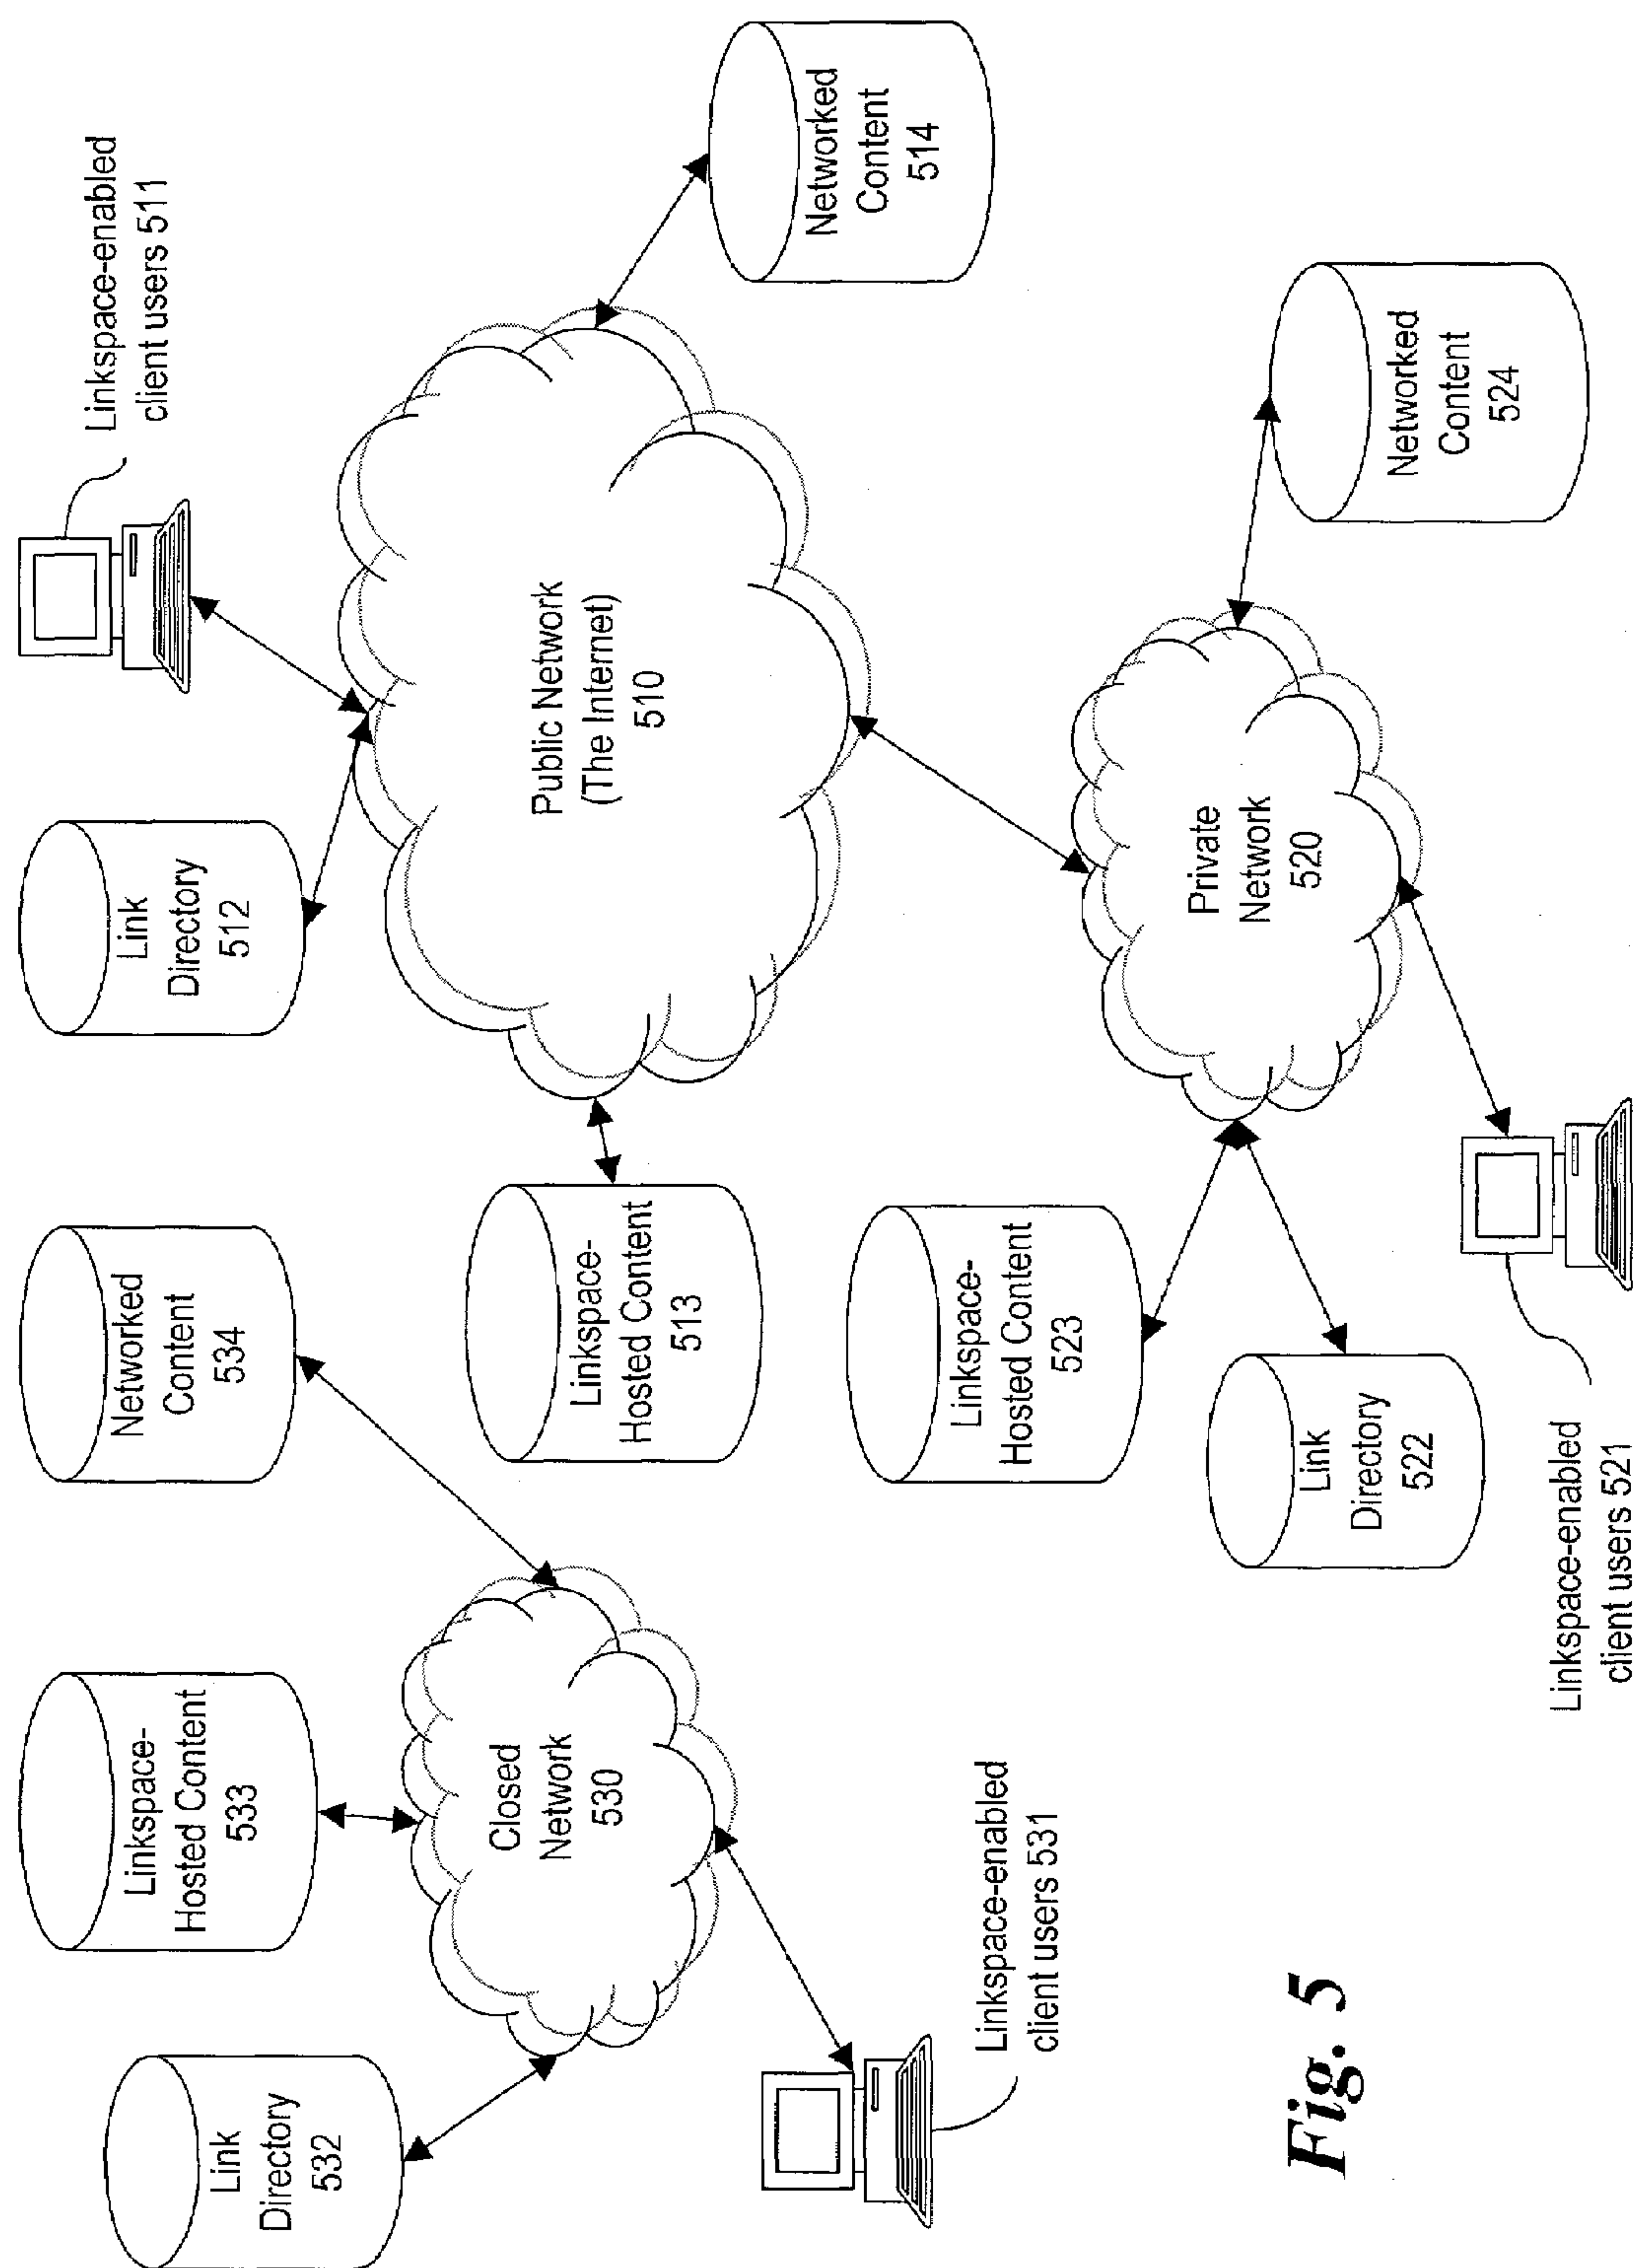 Link
Directory
532
Linkspace-
Hosted Content
533
Networked
Content
534
Link
Directory
512
Linkspace-enabled
client users 511
Closed
Network
530
Linkspace-enabled
client users 531
Linkspace-
Hosted Content
513
Public Network
(The Internet)
510
Networked
Content
514
Linkspace-
Hosted Content
523
Private
Network
520
Networked
Content
524
Link
Directory
522
Linkspace-enabled
client users 521
Fig. 5